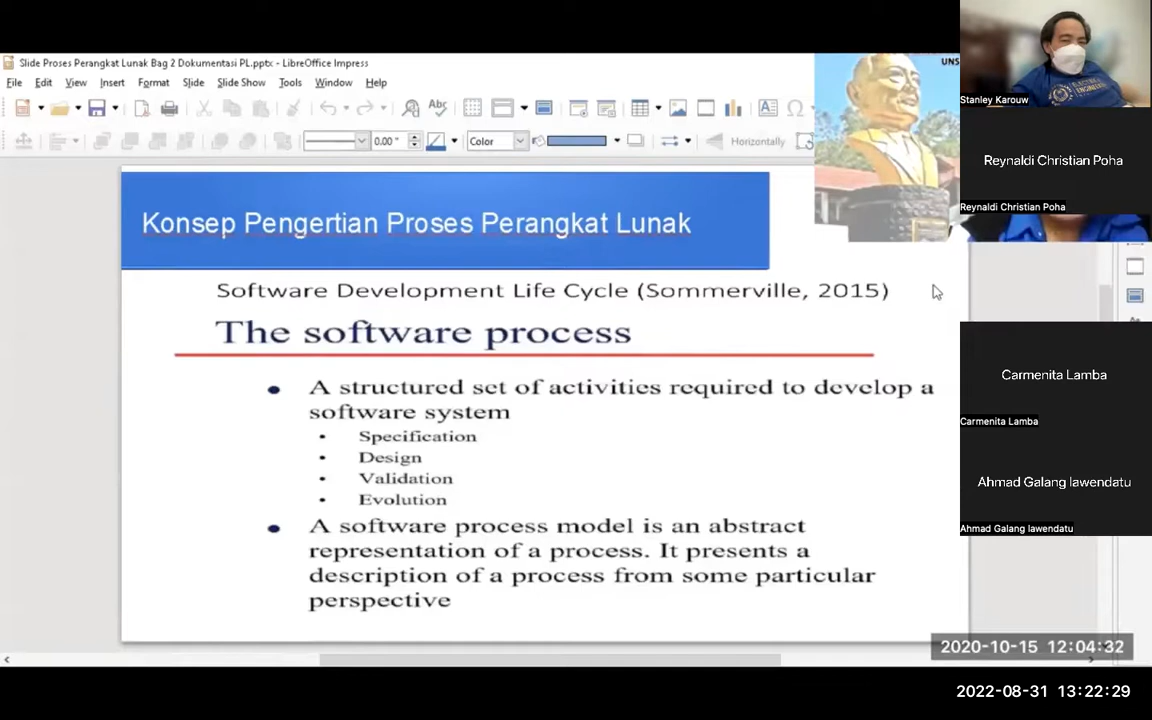 Slide Proses Perangkat Lunak Bag 2 Dokumentasi PL.pptx - LibreOffice Impress
File Edit View Insert Format Slide Slide Show Tools Window Help
0.00"
Color
Horizontally
UNS
Stanley Karouw
Reynaldi Christian Poha
Reynaldi Christian Poha
Carmenita Lamba
Carmenita Lamba
Ahmad Galang lawendatu
Ahmad Galang lawendatu
Konsep Pengertian Proses Perangkat Lunak
Software Development Life Cycle (Sommerville, 2015)
The software process
• A structured set of activities required to develop a
software system
• Specification
• Design
• Validation
• Evolution
• A software process model is an abstract
representation of a process. It presents a
description of a process from some particular
perspective
2020-10-15 12:04:32
2022-08-31 13:22:29